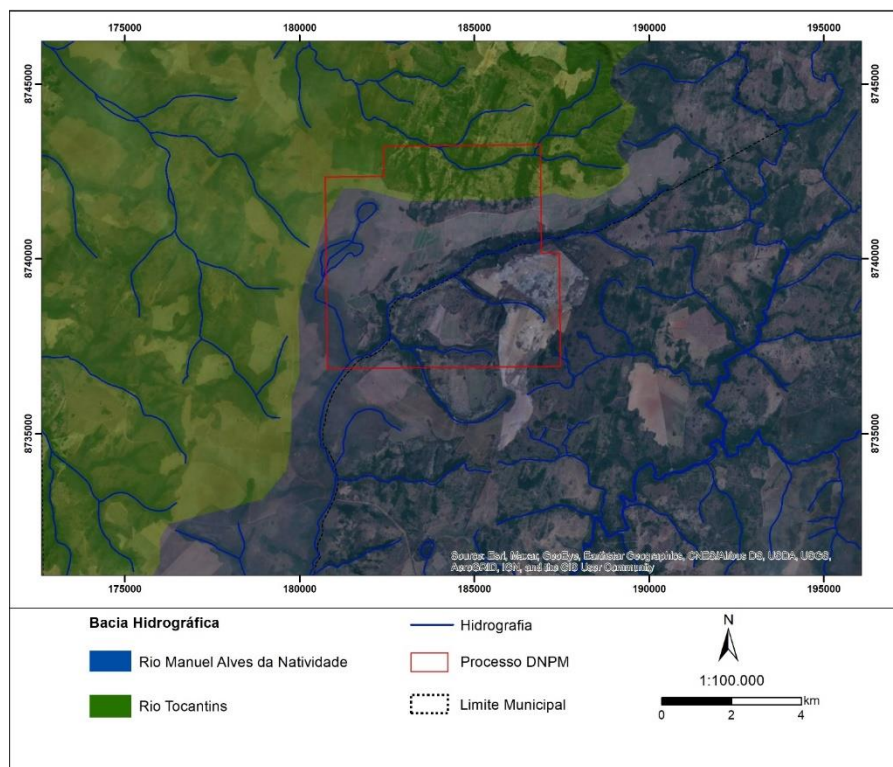 175000 180000 185000 190000 195000
8745000 8745000
8740000 8740000
8735000 8735000
Source: Esri, Maxar, GeoEye, Earthstar Geographics, CNES/Airbus DS, USDA, USGS,
AeroGRID, IGN, and the GIS User Community
175000 180000 185000 190000 195000
Bacia Hidrográfica
Rio Manuel Alves da Natividade
Rio Tocantins
Hidrografia
Processo DNPM
Limite Municipal
N
1:100.000
km
0 2 4